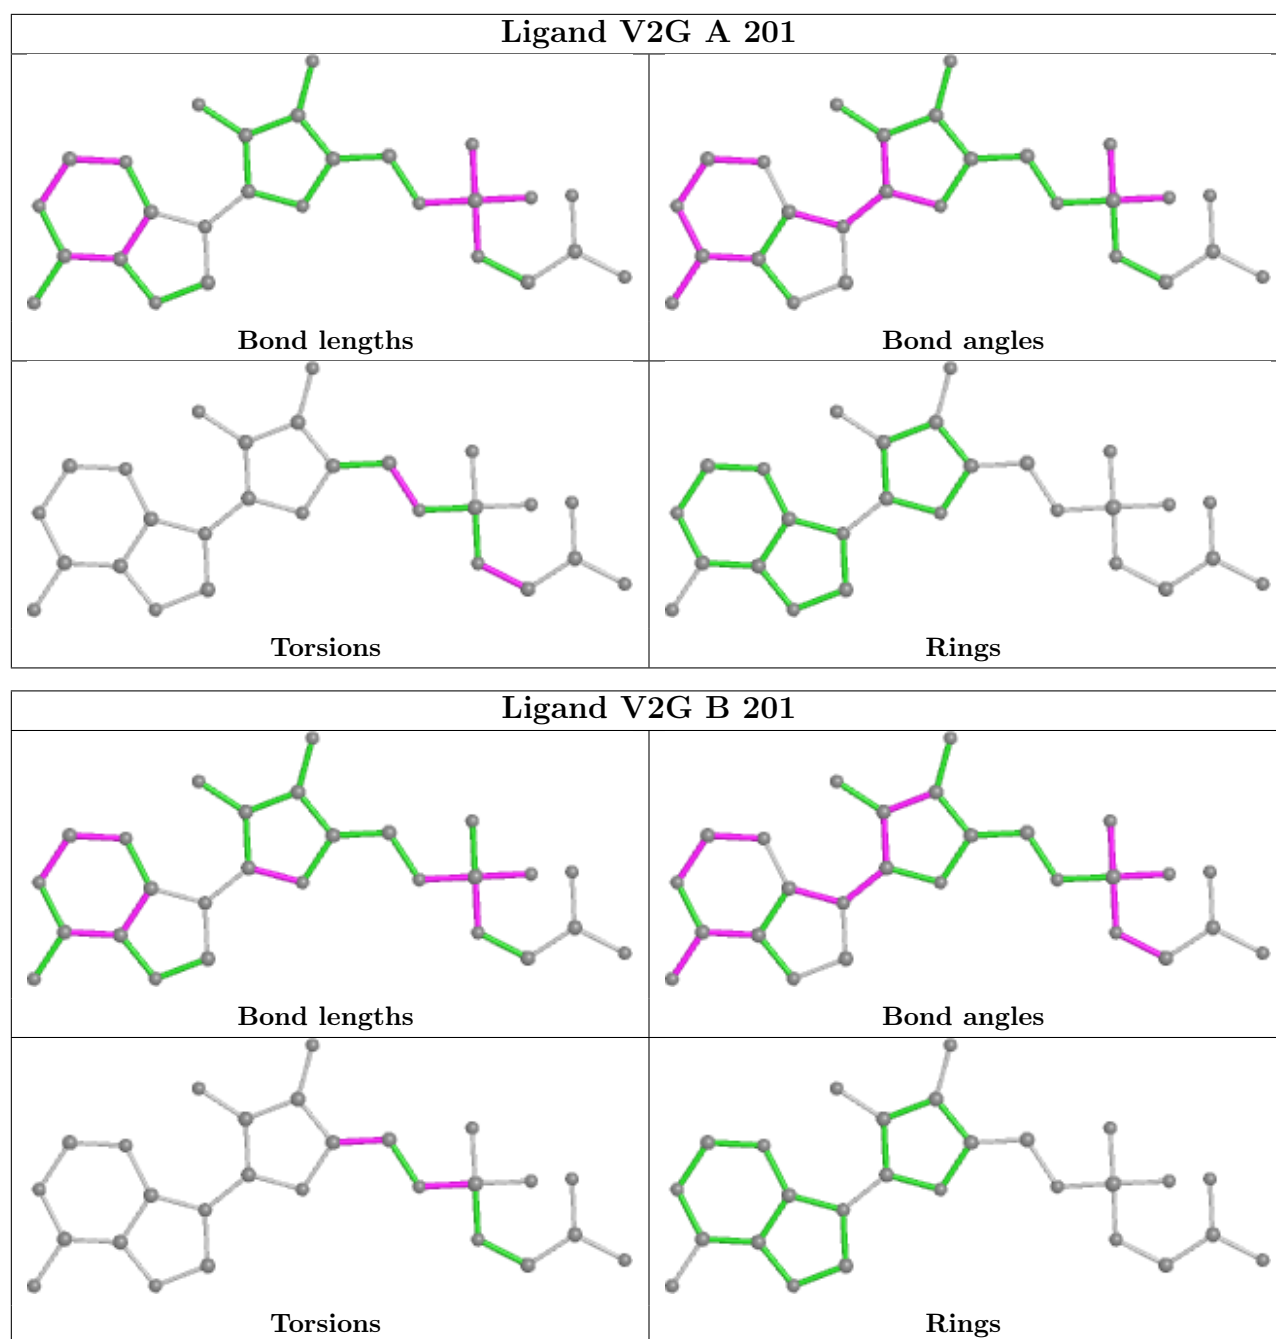 Ligand V2G A 201
Bond lengths
Bond angles
Torsions
Rings
Ligand V2G B 201
Bond lengths
Bond angles
Torsions
Rings